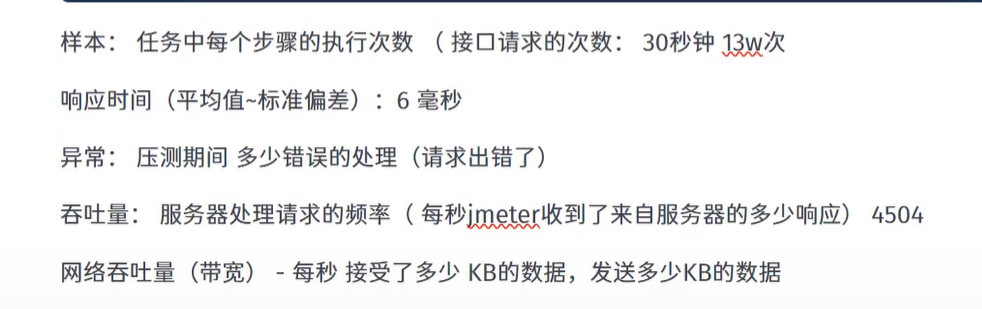 样本： 任务中每个步骤的执行次数 （ 接口请求的次数： 30秒钟 13w次
响应时间（平均值~标准偏差）：6 毫秒
异常： 压测期间 多少错误的处理（请求出错了）
吞吐量： 服务器处理请求的频率（ 每秒jmeter收到了来自服务器的多少响应） 4504
网络吞吐量（带宽） - 每秒 接受了多少 KB的数据，发送多少KB的数据